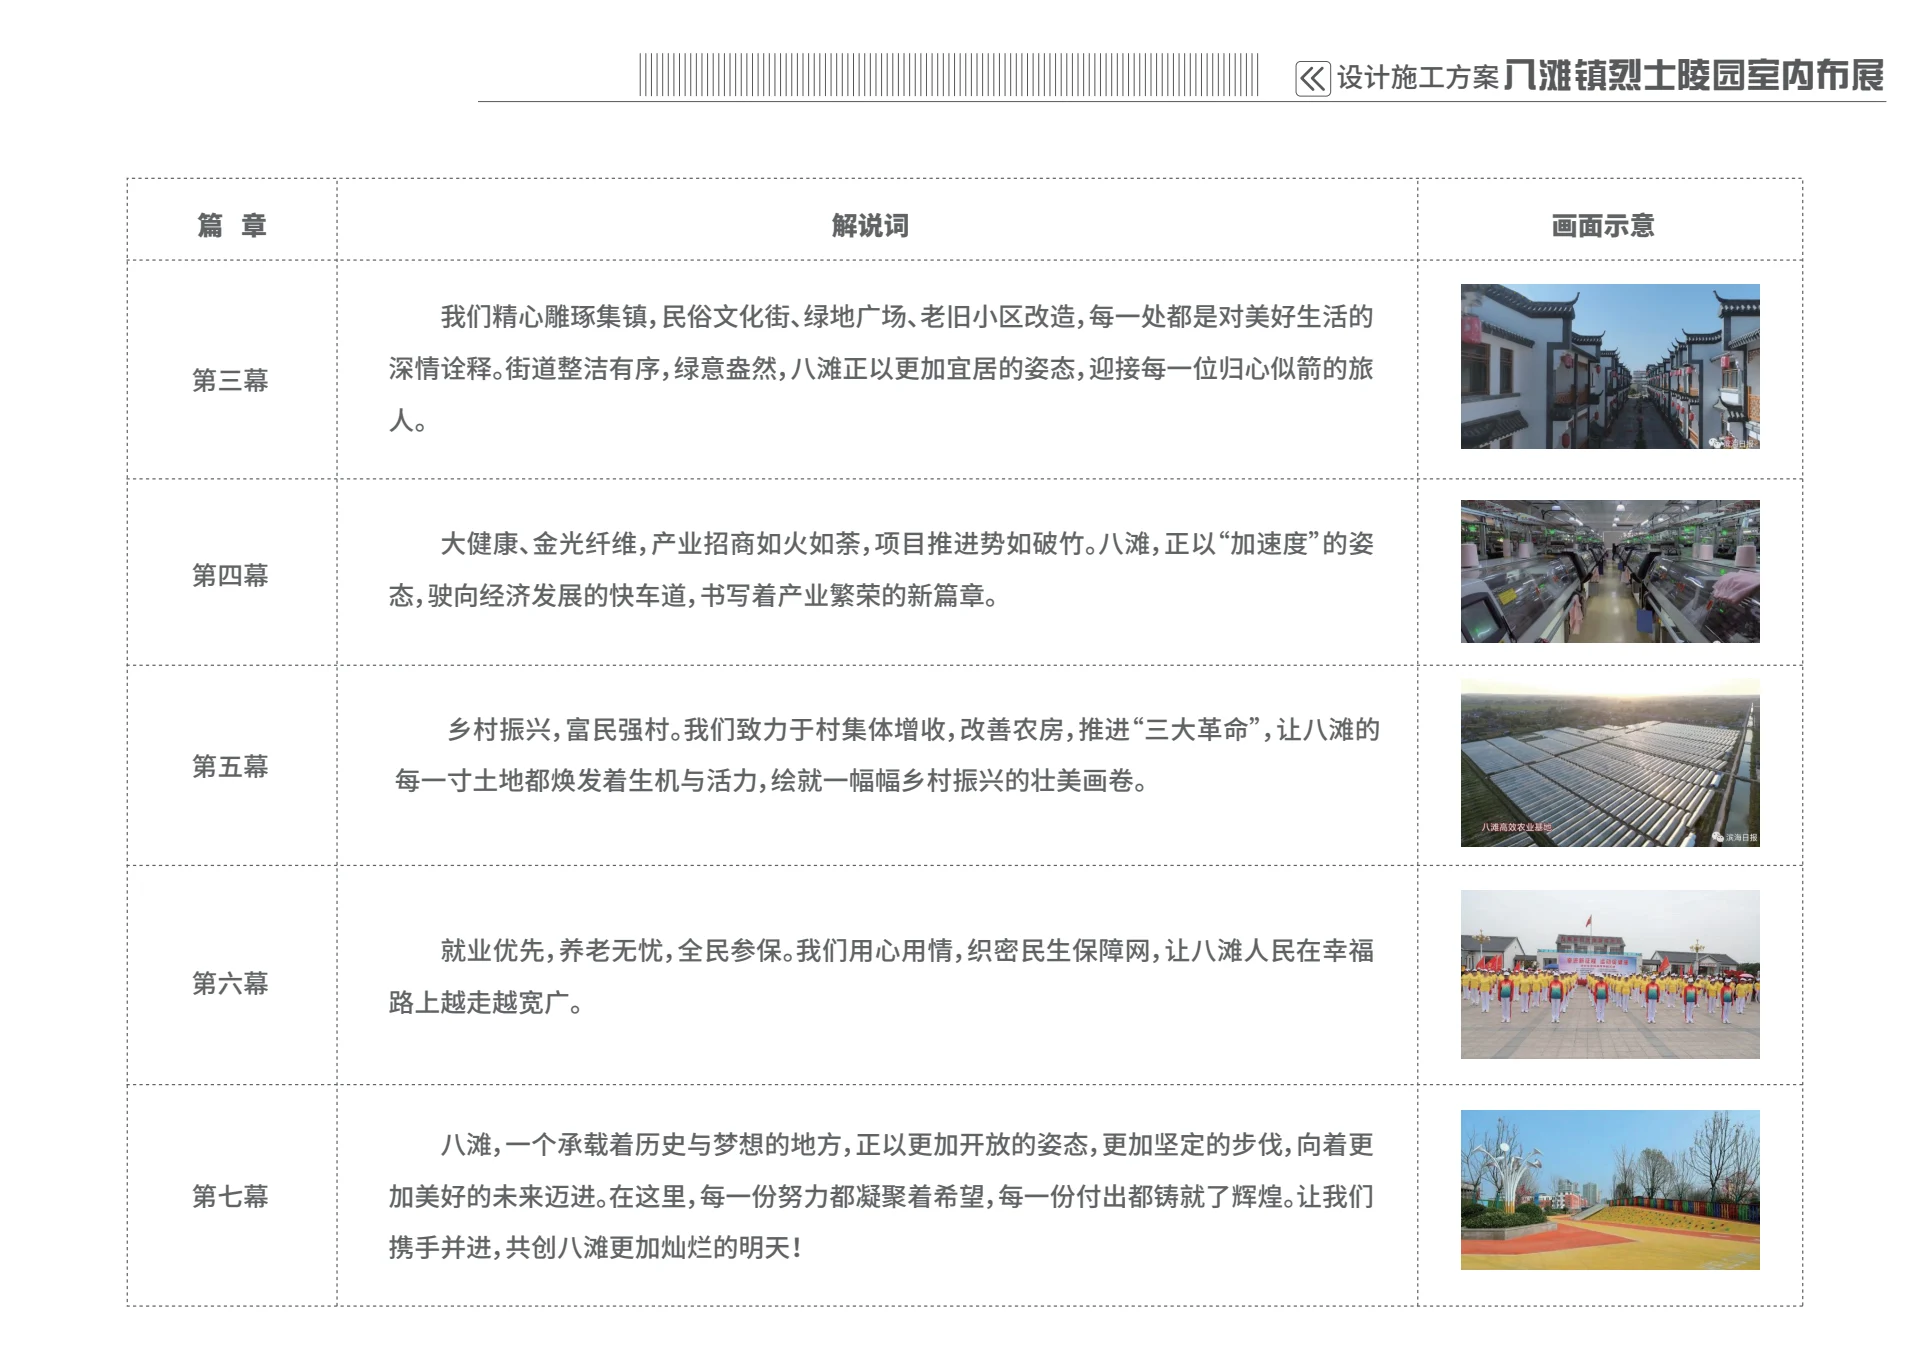 设计施工方案 八滩镇烈士陵园室内布展
篇 章
解说词
画面示意
第三幕
我们精心雕琢集镇，民俗文化街、绿地广场、老旧小区改造，每一处都是对美好生活的
深情诠释。街道整洁有序，绿意盎然，八滩正以更加宜居的姿态，迎接每一位归心似箭的旅
人。
滨海日报
第四幕
大健康、金光纤维，产业招商如火如荼，项目推进势如破竹。八滩，正以“加速度”的姿
态，驶向经济发展的快车道，书写着产业繁荣的新篇章。
第五幕
乡村振兴，富民强村。我们致力于村集体增收，改善农房，推进“三大革命”，让八滩的
每一寸土地都焕发着生机与活力，绘就一幅幅乡村振兴的壮美画卷。
八滩高效农业基地
滨海日报
第六幕
就业优先，养老无忧，全民参保。我们用心用情，织密民生保障网，让八滩人民在幸福
路上越走越宽广。
第七幕
八滩，一个承载着历史与梦想的地方，正以更加开放的姿态，更加坚定的步伐，向着更
加美好的未来迈进。在这里，每一份努力都凝聚着希望，每一份付出都铸就了辉煌。让我们
携手并进，共创八滩更加灿烂的明天！